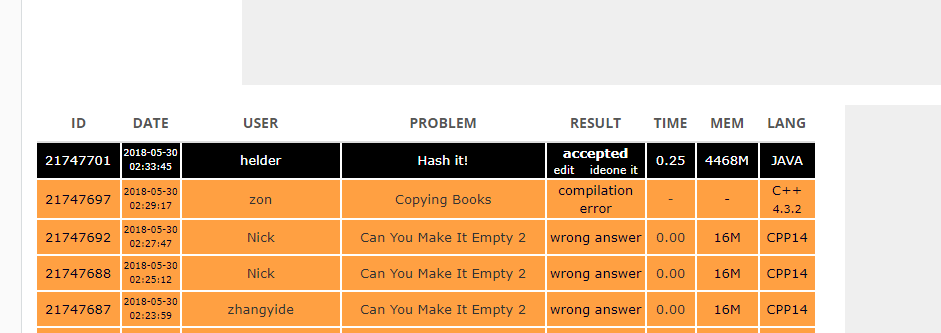 ID DATE USER PROBLEM RESULT TIME MEM LANG
21747701 2018-05-30 02:33:45 helder Hash it! accepted edit ideone it 0.25 4468M JAVA
21747697 2018-05-30 02:29:17 zon Copying Books compilation error - - C++ 4.3.2
21747692 2018-05-30 02:27:47 Nick Can You Make It Empty 2 wrong answer 0.00 16M CPP14
21747688 2018-05-30 02:25:12 Nick Can You Make It Empty 2 wrong answer 0.00 16M CPP14
21747687 2018-05-30 02:23:59 zhangyide Can You Make It Empty 2 wrong answer 0.00 16M CPP14